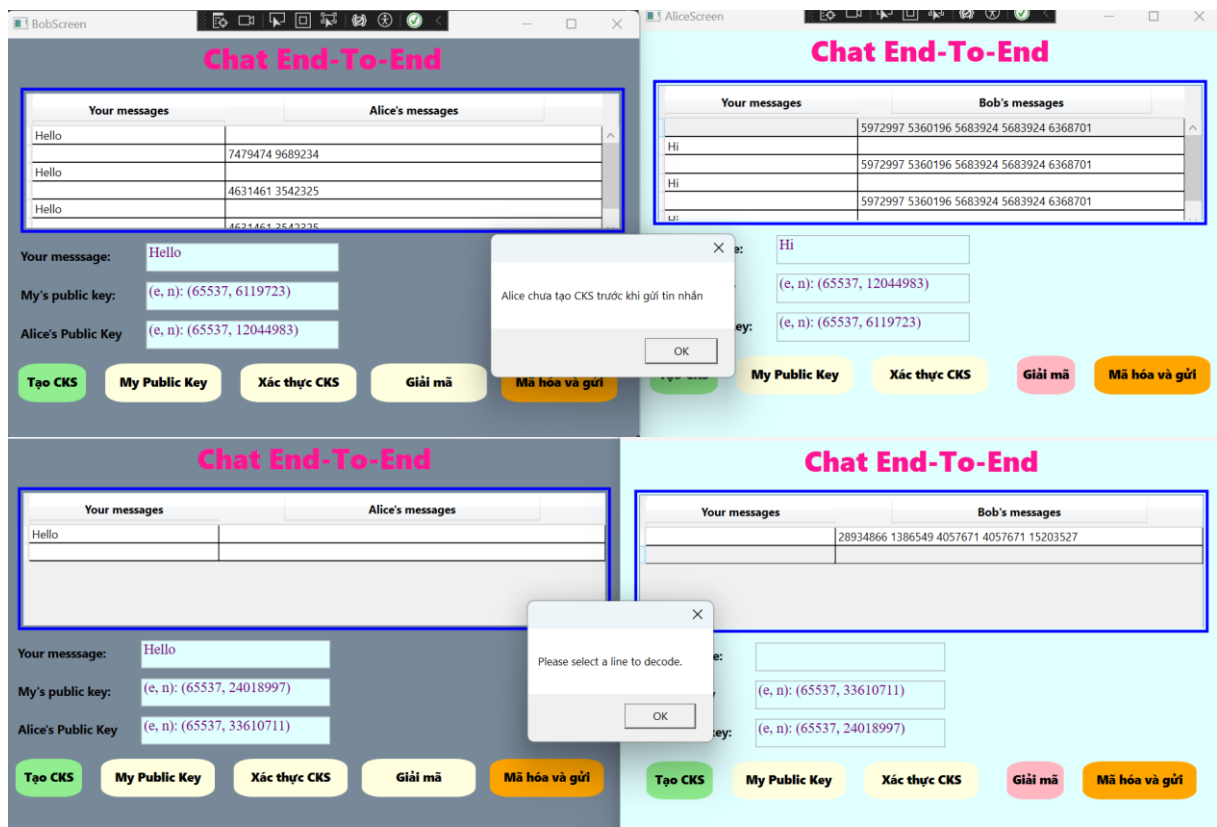 BobScreen
Chat End-To-End
Your messages Alice's messages
Hello
7479474 9689234
Hello
4631461 3542325
Hello
4631461 3542325
Your messsage: Hello
My's public key: (e, n): (65537, 6119723)
Alice's Public Key (e, n): (65537, 12044983)
Tạo CKS My Public Key Xác thực CKS Giải mã Mã hóa và gửi
Alice chưa tạo CKS trước khi gửi tin nhắn
OK
AliceScreen
Chat End-To-End
Your messages Bob's messages
5972997 5360196 5683924 5683924 6368701
Hi
5972997 5360196 5683924 5683924 6368701
Hi
5972997 5360196 5683924 5683924 6368701
Hi
e: Hi
(e, n): (65537, 12044983)
ey: (e, n): (65537, 6119723)
Tạo CKS My Public Key Xác thực CKS Giải mã Mã hóa và gửi
Chat End-To-End
Your messages Alice's messages
Hello
Your messsage: Hello
My's public key: (e, n): (65537, 24018997)
Alice's Public Key (e, n): (65537, 33610711)
Tạo CKS My Public Key Xác thực CKS Giải mã Mã hóa và gửi
Please select a line to decode.
OK
Chat End-To-End
Your messages Bob's messages
28934866 1386549 4057671 4057671 15203527
e:
(e, n): (65537, 33610711)
ey: (e, n): (65537, 24018997)
Tạo CKS My Public Key Xác thực CKS Giải mã Mã hóa và gửi